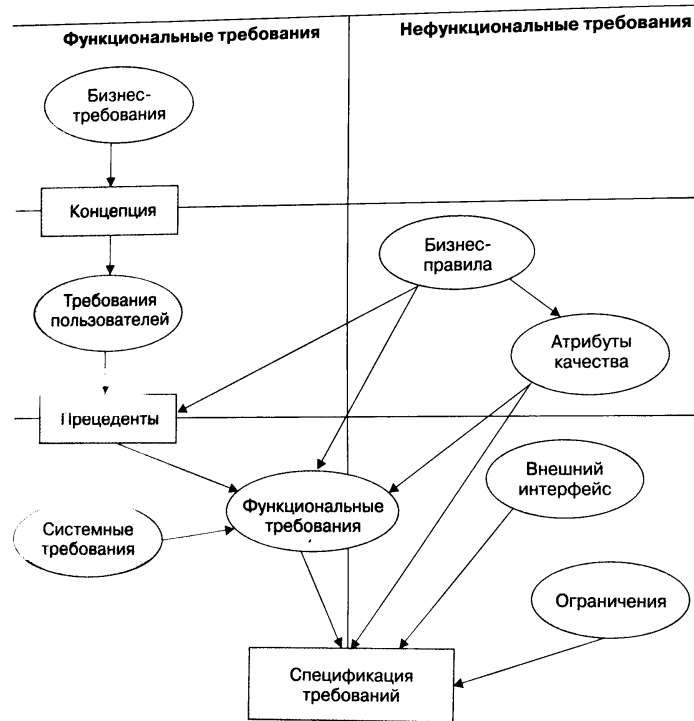 Функциональные требования
Нефункциональные требования
Бизнес-
требования
Концепция
Бизнес-
правила
Требования
пользователей
Атрибуты
качества
Прецеденты
Внешний
интерфейс
Функциональные
требования
Системные
требования
Ограничения
Спецификация
требований